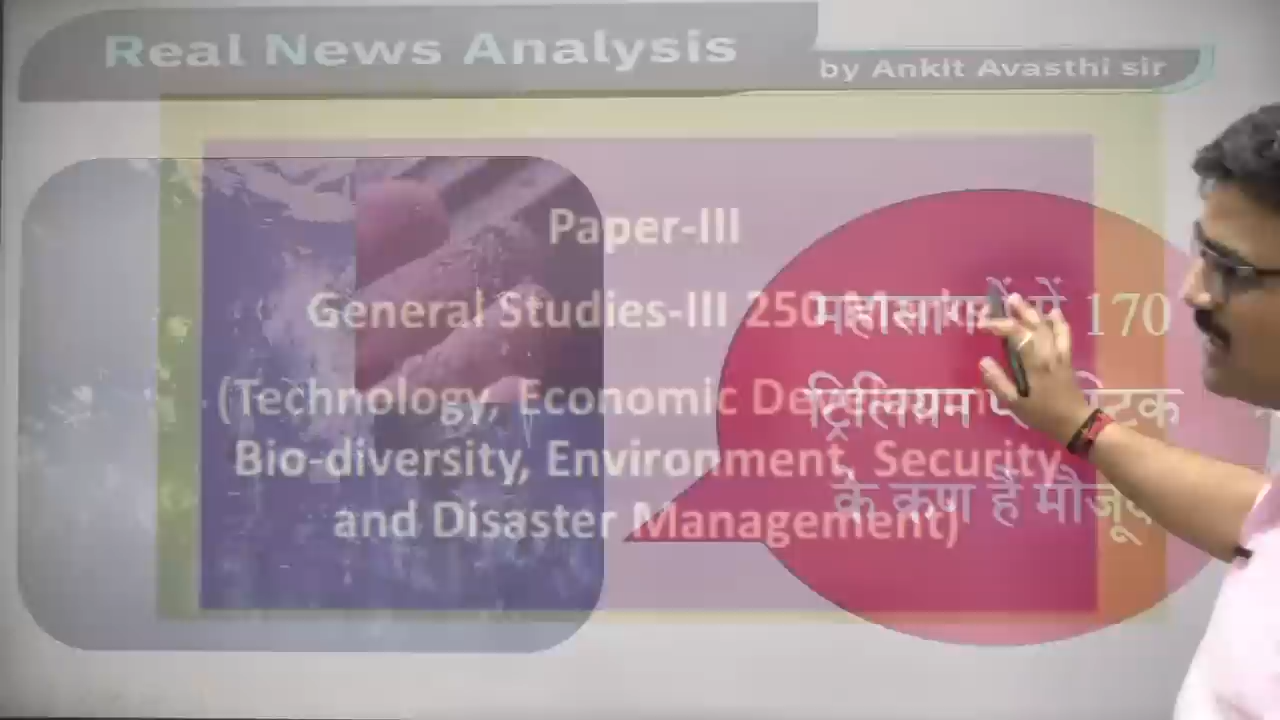 Real News Analysis
by Ankit Avasthi sir
Paper-III
General Studies-III 250
(Technology, Economic
Bio-diversity, Environment, Security
and Disaster Management)
में 170
ट्रिलियन
के कण हैं